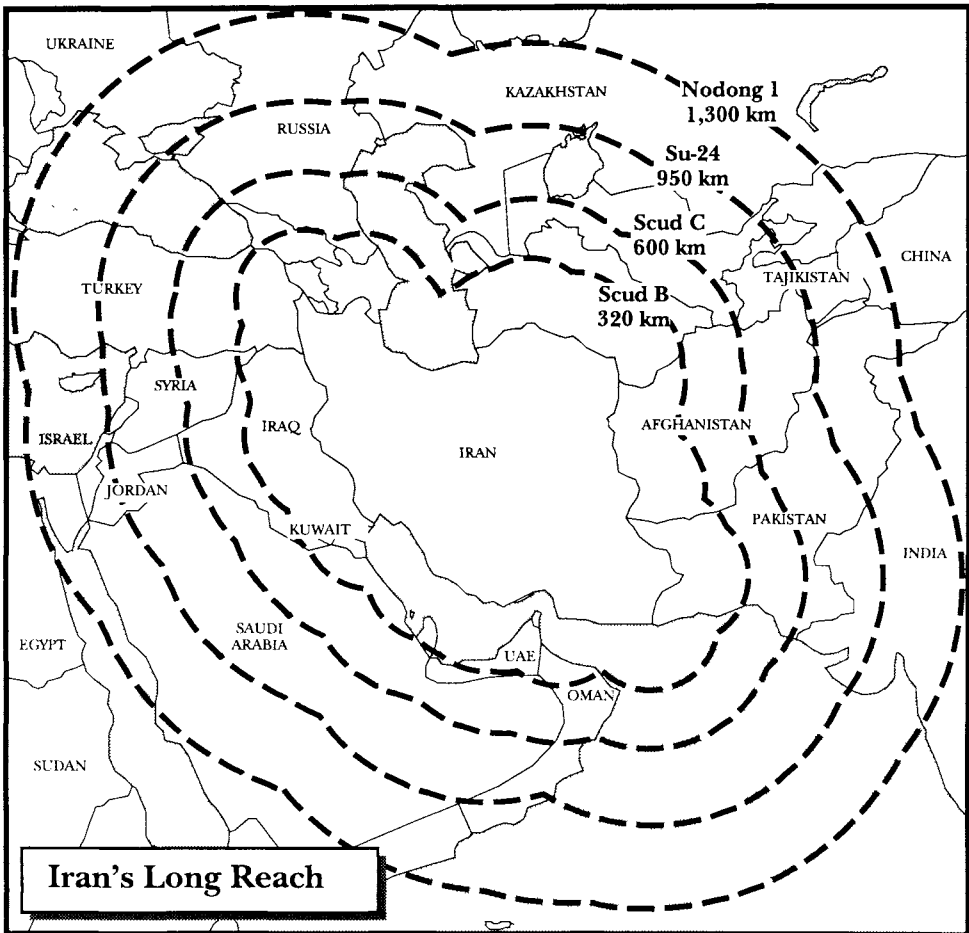 UKRAINE
KAZAKHSTAN
Nodong 1
1,300 km
RUSSIA
Su-24
950 km
Scud C
600 km
CHINA
TAJIKISTAN
TURKEY
Scud B
320 km
SYRIA
ISRAEL
IRAQ
AFGHANISTAN
IRAN
JORDAN
KUWAIT
PAKISTAN
INDIA
EGYPT
SAUDI
ARABIA
UAE
OMAN
SUDAN
Iran's Long Reach